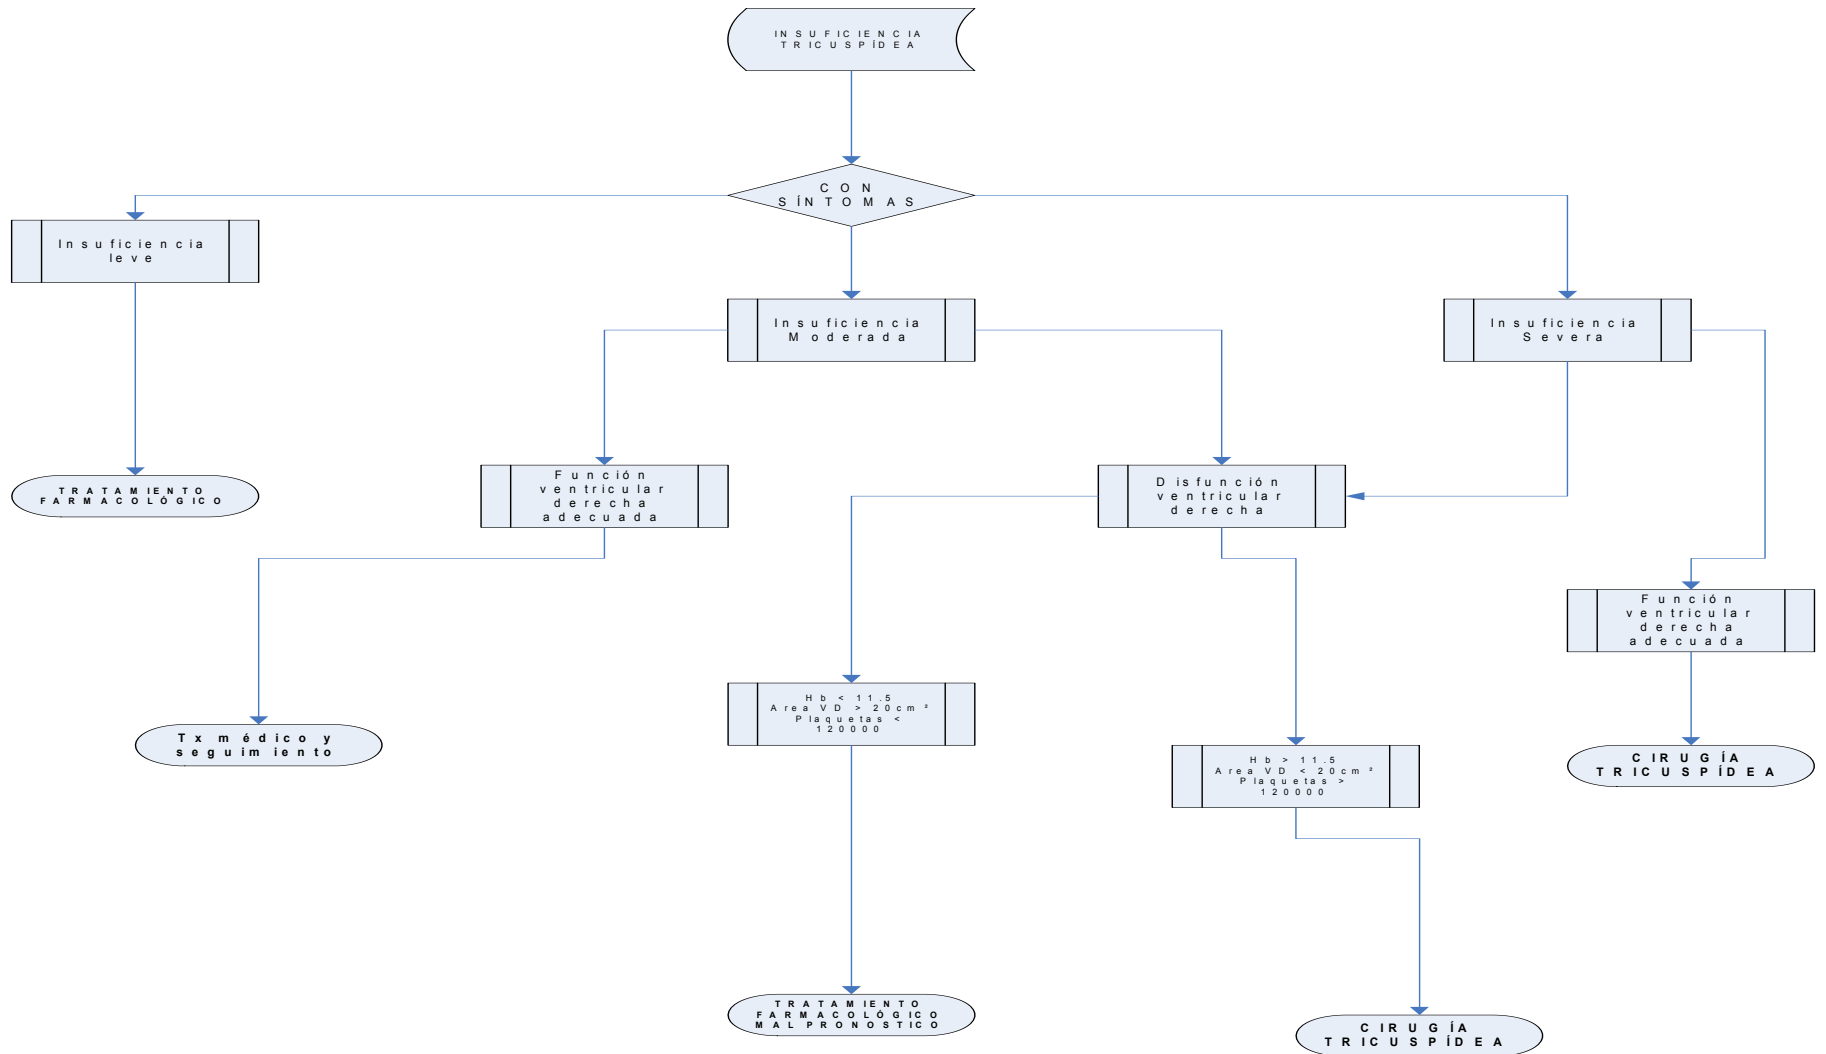 INSUFICIENCIA
TRICUSPÍDEA
CON
SÍNTOMAS
Insuficiencia
leve
Insuficiencia
Moderada
Insuficiencia
Severa
TRATAMIENTO
FARMACOLÓGICO
Función
ventricular
derecha
adecuada
Disfunción
ventricular
derecha
Función
ventricular
derecha
adecuada
Tx médico y
seguimiento
Hb < 11.5
Area VD > 20cm²
Plaquetas <
120000
Hb > 11.5
Area VD < 20cm²
Plaquetas >
120000
CIRUGÍA
TRICUSPÍDEA
TRATAMIENTO
FARMACOLÓGICO
MAL PRONOSTICO
CIRUGÍA
TRICUSPÍDEA